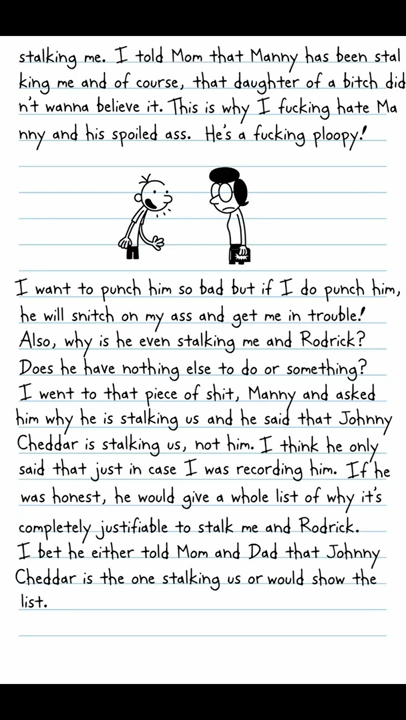 stalking me. I told Mom that Manny has been stal
king me and of course, that daughter of a bitch did
n't wanna believe it. This is why I fucking hate Ma
nny and his spoiled ass. He's a fucking ploopy!
I want to punch him so bad but if I do punch him,
he will snitch on my ass and get me in trouble!
Also, why is he even stalking me and Rodrick?
Does he have nothing else to do or something?
I went to that piece of shit, Manny and asked
him why he is stalking us and he said that Johnny
Cheddar is stalking us, not him. I think he only
said that just in case I was recording him. If he
was honest, he would give a whole list of why it's
completely justifiable to stalk me and Rodrick.
I bet he either told Mom and Dad that Johnny
Cheddar is the one stalking us or would show the
list.